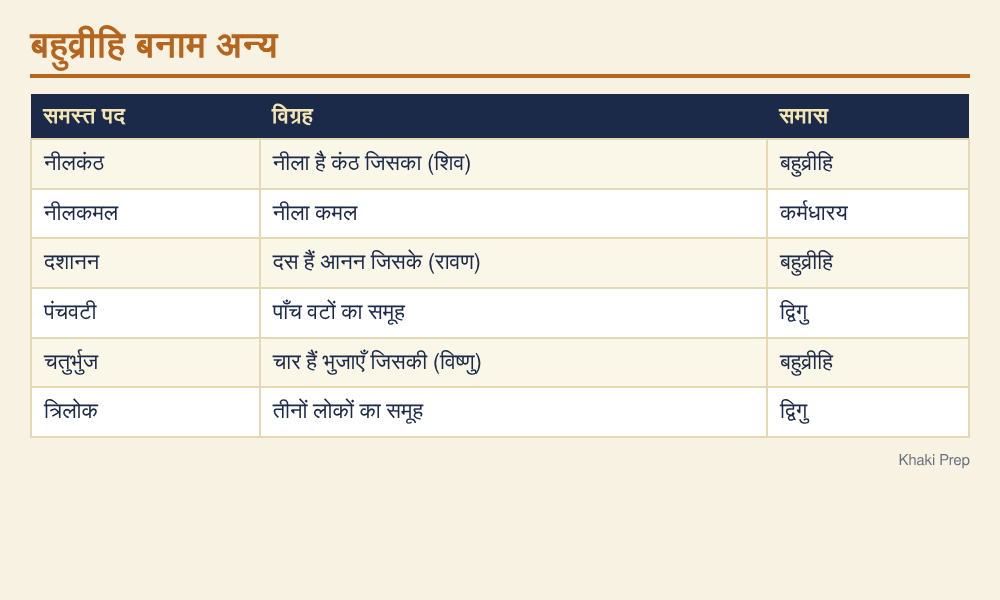 बहुव्रीहि बनाम अन्य
समस्त पद विग्रह समास
नीलकंठ नीला है कंठ जिसका (शिव) बहुव्रीहि
नीलकमल नीला कमल कर्मधारय
दशानन दस हैं आनन जिसके (रावण) बहुव्रीहि
पंचवटी पाँच वटों का समूह द्विगु
चतुर्भुज चार हैं भुजाएँ जिसकी (विष्णु) बहुव्रीहि
त्रिलोक तीनों लोकों का समूह द्विगु
Khaki Prep